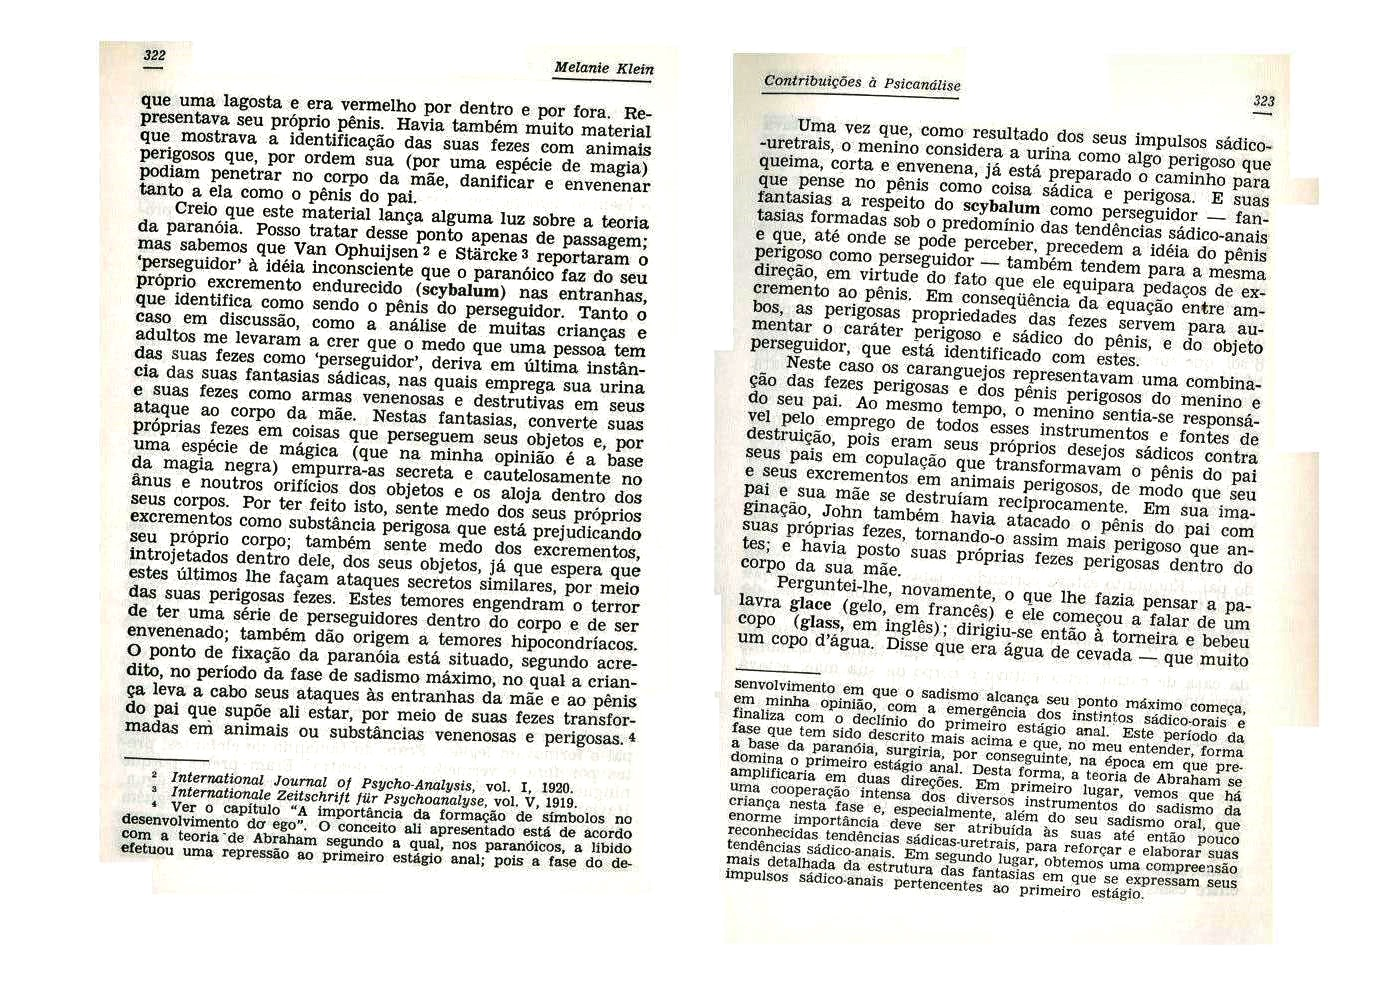 322
Melanie Klein
que uma lagosta e era vermelho por dentro e por fora. Re-
presentava seu próprio pênis. Havia também muito material
que mostrava a identificação das suas fezes com animais
perigosos que, por ordem sua (por uma espécie de magia)
podiam penetrar no corpo da mãe, danificar e envenenar
tanto a ela como o pênis do pai.
Creio que este material lança alguma luz sobre a teoria
da paranóia. Posso tratar desse ponto apenas de passagem;
mas sabemos que Van Ophuijsen 2 e Stärcke 3 reportaram o
'perseguidor' à idéia inconsciente que o paranóico faz do seu
próprio excremento endurecido (scybalum) nas entranhas,
que identifica como sendo o pênis do perseguidor. Tanto o
caso em discussão, como a análise de muitas crianças e
adultos me levaram a crer que o medo que uma pessoa tem
das suas fezes como 'perseguidor', deriva em última instân-
cia das suas fantasias sádicas, nas quais emprega sua urina
e suas fezes como armas venenosas e destrutivas em seus
ataque ao corpo da mãe. Nestas fantasias, converte suas
próprias fezes em coisas que perseguem seus objetos e, por
uma espécie de mágica (que na minha opinião é a base
da magia negra) empurra-as secreta e cautelosamente no
ânus e noutros orifícios dos objetos e os aloja dentro dos
seus corpos. Por ter feito isto, sente medo dos seus próprios
excrementos como substância perigosa que está prejudicando
seu próprio corpo; também sente medo dos excrementos,
introjetados dentro dele, dos seus objetos, já que espera que
estes últimos lhe façam ataques secretos similares, por meio
das suas perigosas fezes. Estes temores engendram o terror
de ter uma série de perseguidores dentro do corpo e de ser
envenenado; também dão origem a temores hipocondríacos.
O ponto de fixação da paranóia está situado, segundo acre-
dito, no período da fase de sadismo máximo, no qual a crian-
ça leva a cabo seus ataques às entranhas da mãe e ao pênis
do pai que supõe ali estar, por meio de suas fezes transfor-
madas em animais ou substâncias venenosas e perigosas. 4
2 International Journal of Psycho-Analysis, vol. I, 1920.
3 Internationale Zeitschrift für Psychoanalyse, vol. V, 1919.
4 Ver o capítulo "A importância da formação de símbolos no
desenvolvimento do ego". O conceito ali apresentado está de acordo
com a teoria de Abraham segundo a qual, nos paranóicos, a libido
efetuou uma repressão ao primeiro estágio anal; pois a fase do de-
Contribuições à Psicanálise
323
Uma vez que, como resultado dos seus impulsos sádico-
-uretrais, o menino considera a urina como algo perigoso que
queima, corta e envenena, já está preparado o caminho para
que pense no pênis como coisa sádica e perigosa. E suas
fantasias a respeito do scybalum como perseguidor — fan-
tasias formadas sob o predomínio das tendências sádico-anais
e que, até onde se pode perceber, precedem a idéia do pênis
perigoso como perseguidor — também tendem para a mesma
direção, em virtude do fato que ele equipara pedaços de ex-
cremento ao pênis. Em conseqüência da equação entre am-
bos, as perigosas propriedades das fezes servem para au-
mentar o caráter perigoso e sádico do pênis, e do objeto
perseguidor, que está identificado com estes.
Neste caso os caranguejos representavam uma combina-
ção das fezes perigosas e dos pênis perigosos do menino e
do seu pai. Ao mesmo tempo, o menino sentia-se responsá-
vel pelo emprego de todos esses instrumentos e fontes de
destruição, pois eram seus próprios desejos sádicos contra
seus pais em copulação que transformavam o pênis do pai
e seus excrementos em animais perigosos, de modo que seu
pai e sua mãe se destruíam reciprocamente. Em sua ima-
ginação, John também havia atacado o pênis do pai com
suas próprias fezes, tornando-o assim mais perigoso que an-
tes; e havia posto suas próprias fezes perigosas dentro do
corpo da sua mãe.
Perguntei-lhe, novamente, o que lhe fazia pensar a pa-
lavra glace (gelo, em francês) e ele começou a falar de um
copo (glass, em inglês); dirigiu-se então à torneira e bebeu
um copo d'água. Disse que era água de cevada — que muito
senvolvimento em que o sadismo alcança seu ponto máximo começa,
em minha opinião, com a emergência dos instintos sádico-orais e
finaliza com o declínio do primeiro estágio anal. Este período da
fase que tem sido descrito mais acima e que, no meu entender, forma
a base da paranóia, surgiria, por conseguinte, na época em que pre-
domina o primeiro estágio anal. Desta forma, a teoria de Abraham se
amplificaria em duas direções. Em primeiro lugar, vemos que há
uma cooperação intensa dos diversos instrumentos do sadismo da
criança nesta fase e, especialmente, além do seu sadismo oral, que
enorme importância deve ser atribuída às suas até então pouco
reconhecidas tendências sádicas-uretrais, para reforçar e elaborar suas
tendências sádico-anais. Em segundo lugar, obtemos uma compreensão
mais detalhada da estrutura das fantasias em que se expressam seus
impulsos sádico-anais pertencentes ao primeiro estágio.